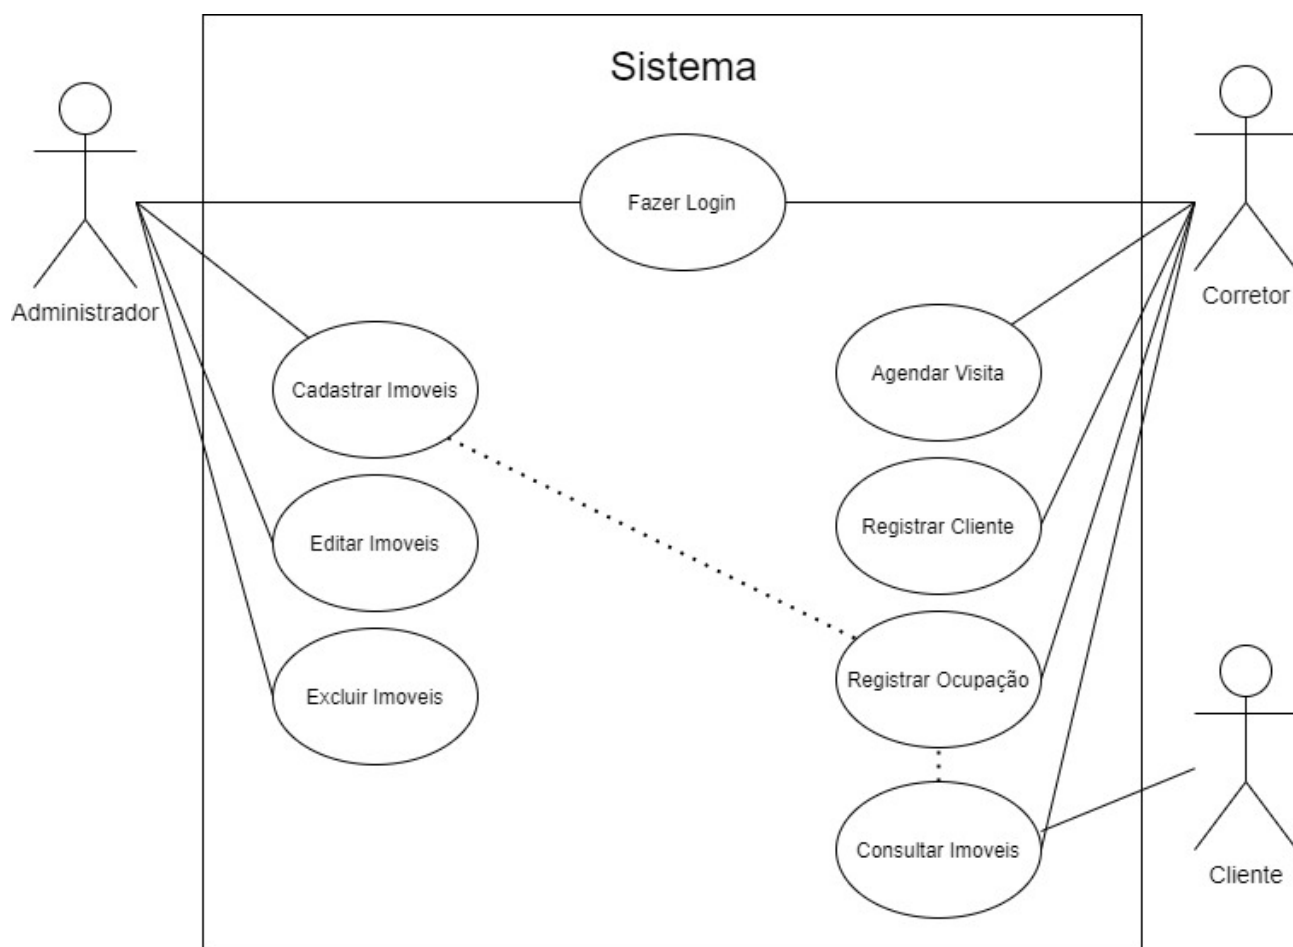 Sistema
Fazer Login
Administrador
Corretor
Cadastrar Imoveis
Agendar Visita
Editar Imoveis
Registrar Cliente
Excluir Imoveis
Registrar Ocupação
Consultar Imoveis
Cliente